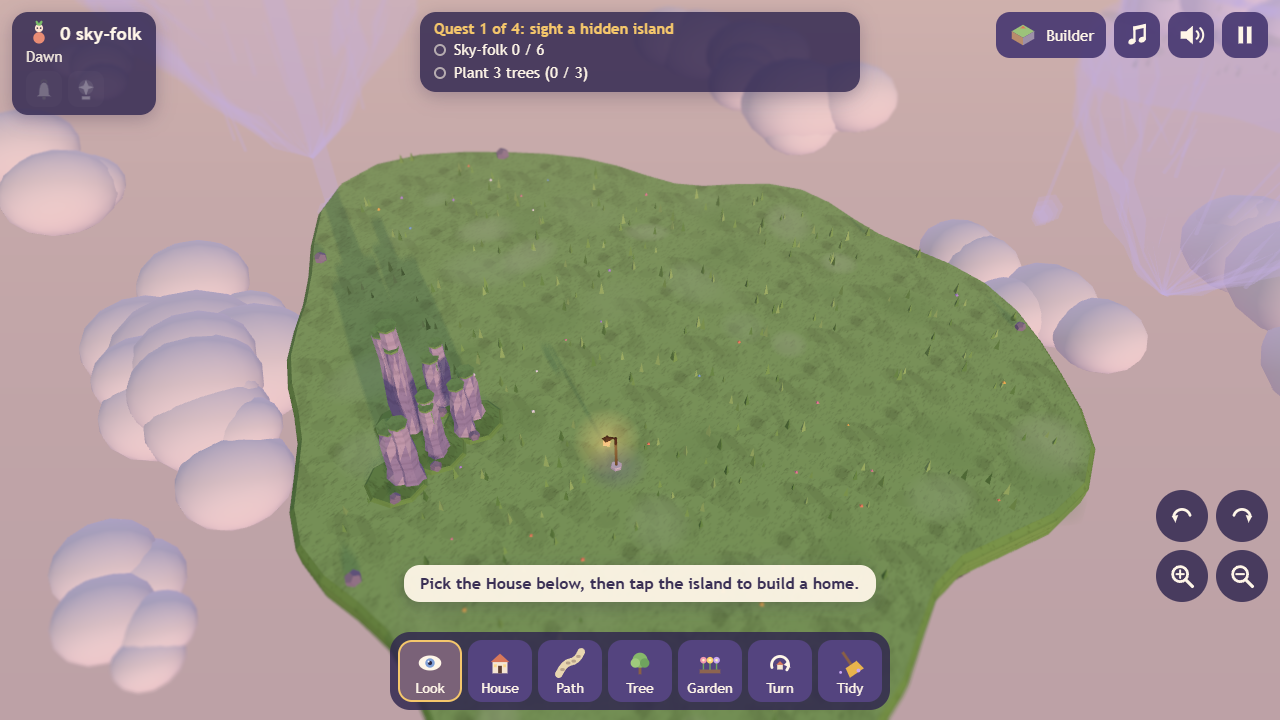 0 sky-folk
Dawn
Quest 1 of 4: sight a hidden island
Sky-folk 0 / 6
Plant 3 trees (0 / 3)
Builder
Pick the House below, then tap the island to build a home.
Look
House
Path
Tree
Garden
Turn
Tidy